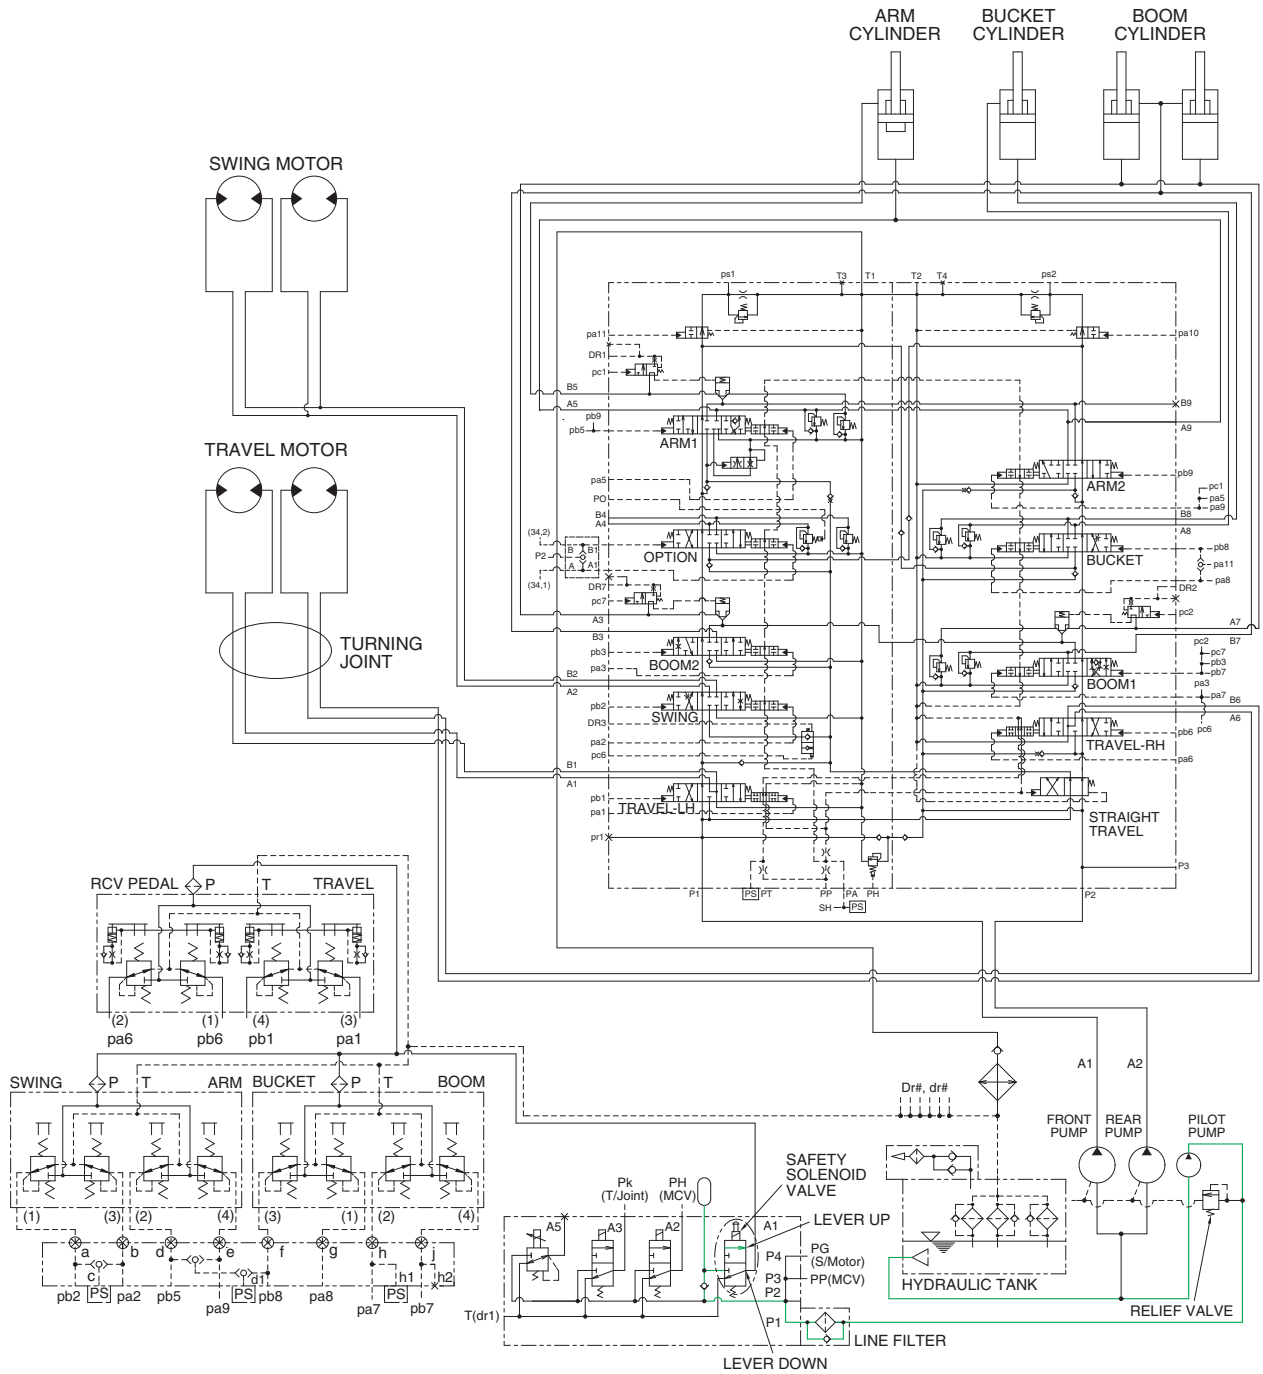 ARM
CYLINDER
BUCKET
CYLINDER
BOOM
CYLINDER
SWING MOTOR
TRAVEL MOTOR
TURNING
JOINT
ps1
T3
T1
T2
T4
ps2
pa11
pa10
DR1
pc1
B5
A5
B9
A9
pb9
pb5
ARM1
ARM2
pb9
pa5
PO
pc1
pa5
pa9
B4
A4
B8
A8
(34,2)
P2
B
B1
A
A1
(34,1)
OPTION
BUCKET
pb8
pa11
pa8
DR7
pc7
DR2
pc2
A3
B3
A7
B7
pb3
pa3
BOOM2
BOOM1
pc2
pc7
pb3
pb7
pa3
pa7
B2
A2
B6
A6
pb2
SWING
DR3
pa2
pc6
pc6
TRAVEL-RH
pb6
pa6
B1
A1
pb1
pa1
TRAVEL-LH
STRAIGHT
TRAVEL
pr1
P3
P1
PS
PT
PP
PA
PH
P2
SH
PS
RCV PEDAL
P
T
TRAVEL
(2)
(1)
(4)
(3)
pa6
pb6
pb1
pa1
SWING
P
T
ARM
BUCKET
P
T
BOOM
(1)
(3)
(2)
(4)
(3)
(1)
(2)
(4)
a
b
d
e
f
g
h
j
c
d1
h1
h2
pb2
PS
pa2
pb5
pa9
PS
pb8
pa8
pa7
PS
pb7
Dr#, dr#
A1
A2
FRONT
PUMP
REAR
PUMP
PILOT
PUMP
HYDRAULIC TANK
RELIEF VALVE
SAFETY
SOLENOID
VALVE
LEVER UP
Pk
(T/Joint)
PH
(MCV)
A5
A3
A2
A1
P4
P3
P2
P1
PG
(S/Motor)
PP(MCV)
T(dr1)
LINE FILTER
LEVER DOWN